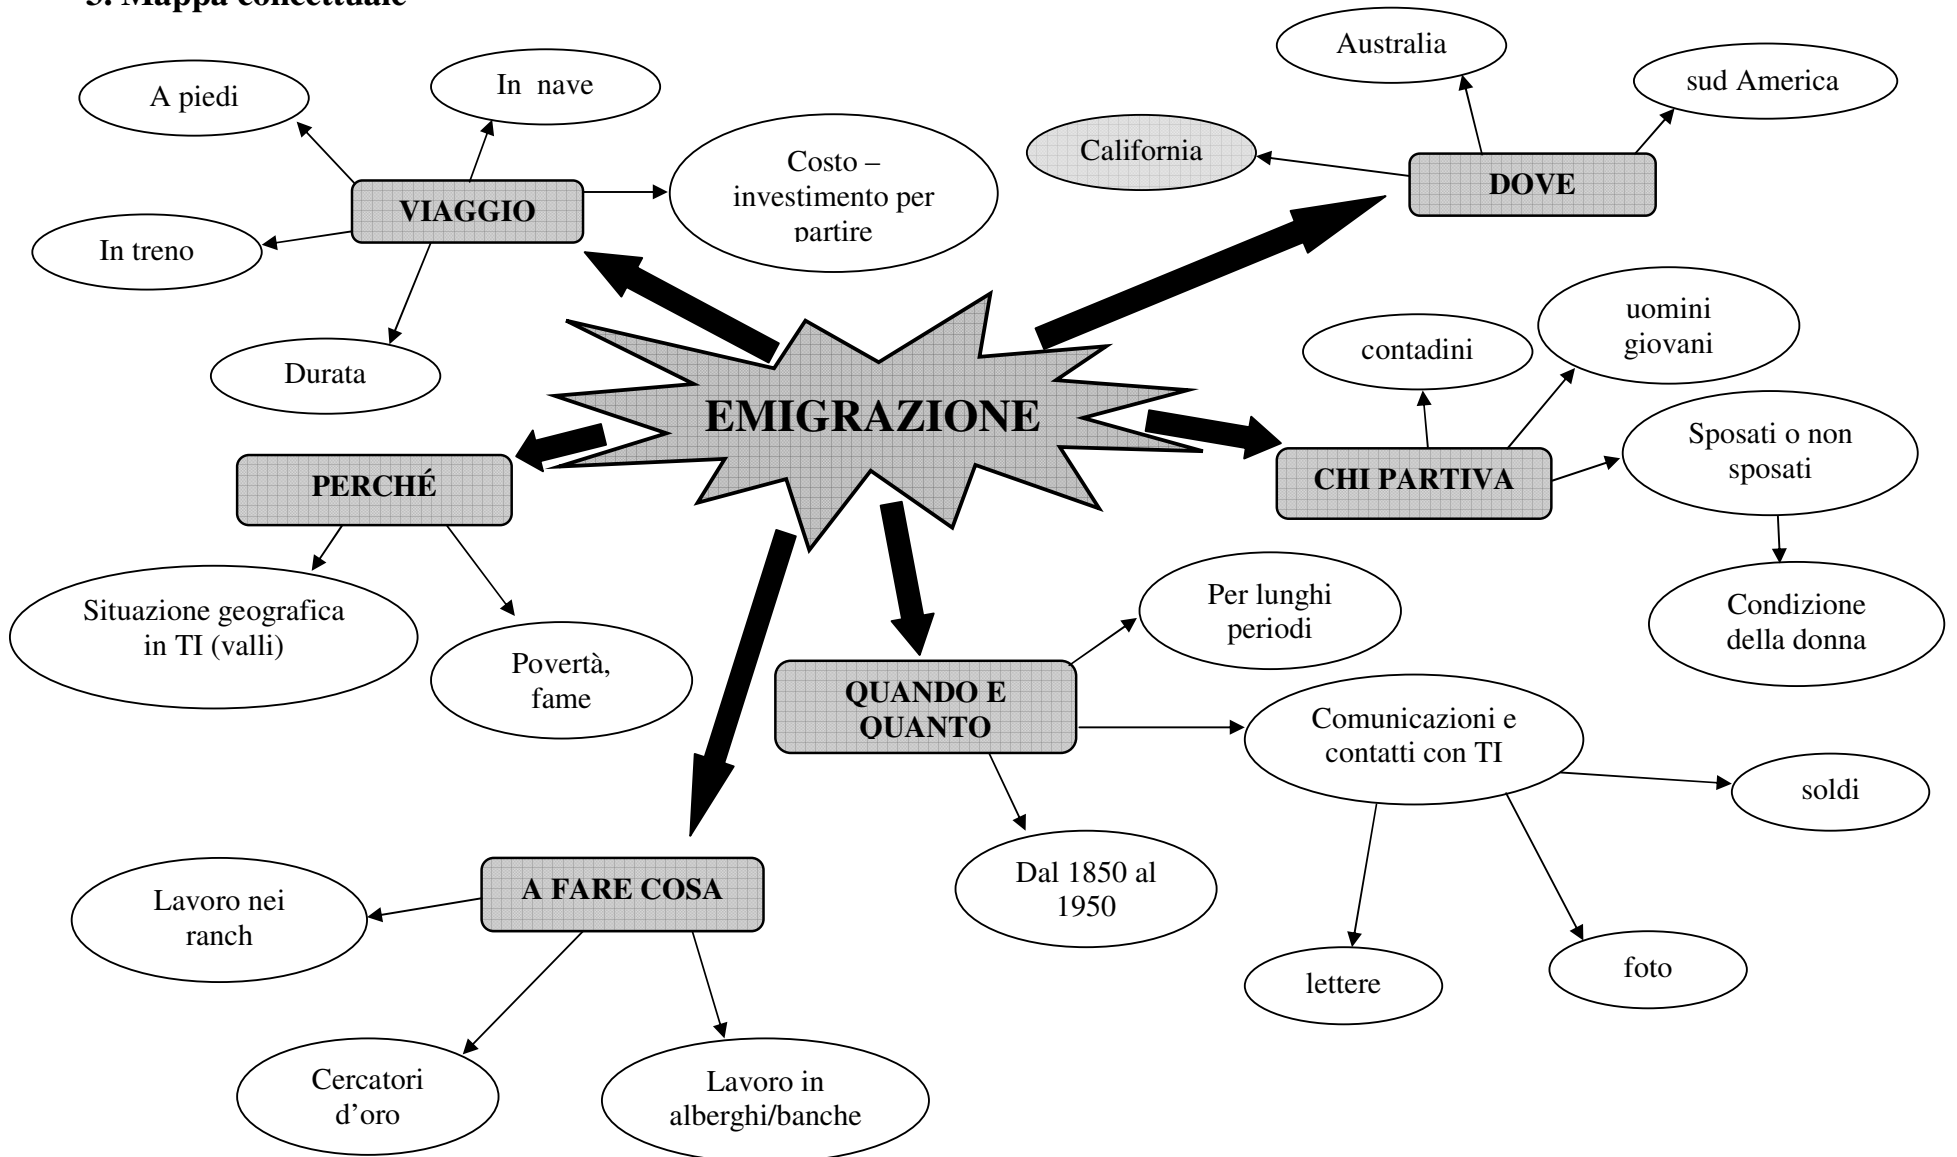 3. Mappa concettuale
A piedi
In nave
Costo –
investimento per
partire
VIAGGIO
In treno
Durata
Australia
sud America
California
DOVE
EMIGRAZIONE
contadini
uomini
giovani
Sposati o non
sposati
CHI PARTIVA
Condizione
della donna
PERCHÉ
Situazione geografica
in TI (valli)
Povertà,
fame
QUANDO E
QUANTO
Per lunghi
periodi
Comunicazioni e
contatti con TI
soldi
Dal 1850 al
1950
lettere
foto
A FARE COSA
Lavoro nei
ranch
Cercatori
d’oro
Lavoro in
alberghi/banche